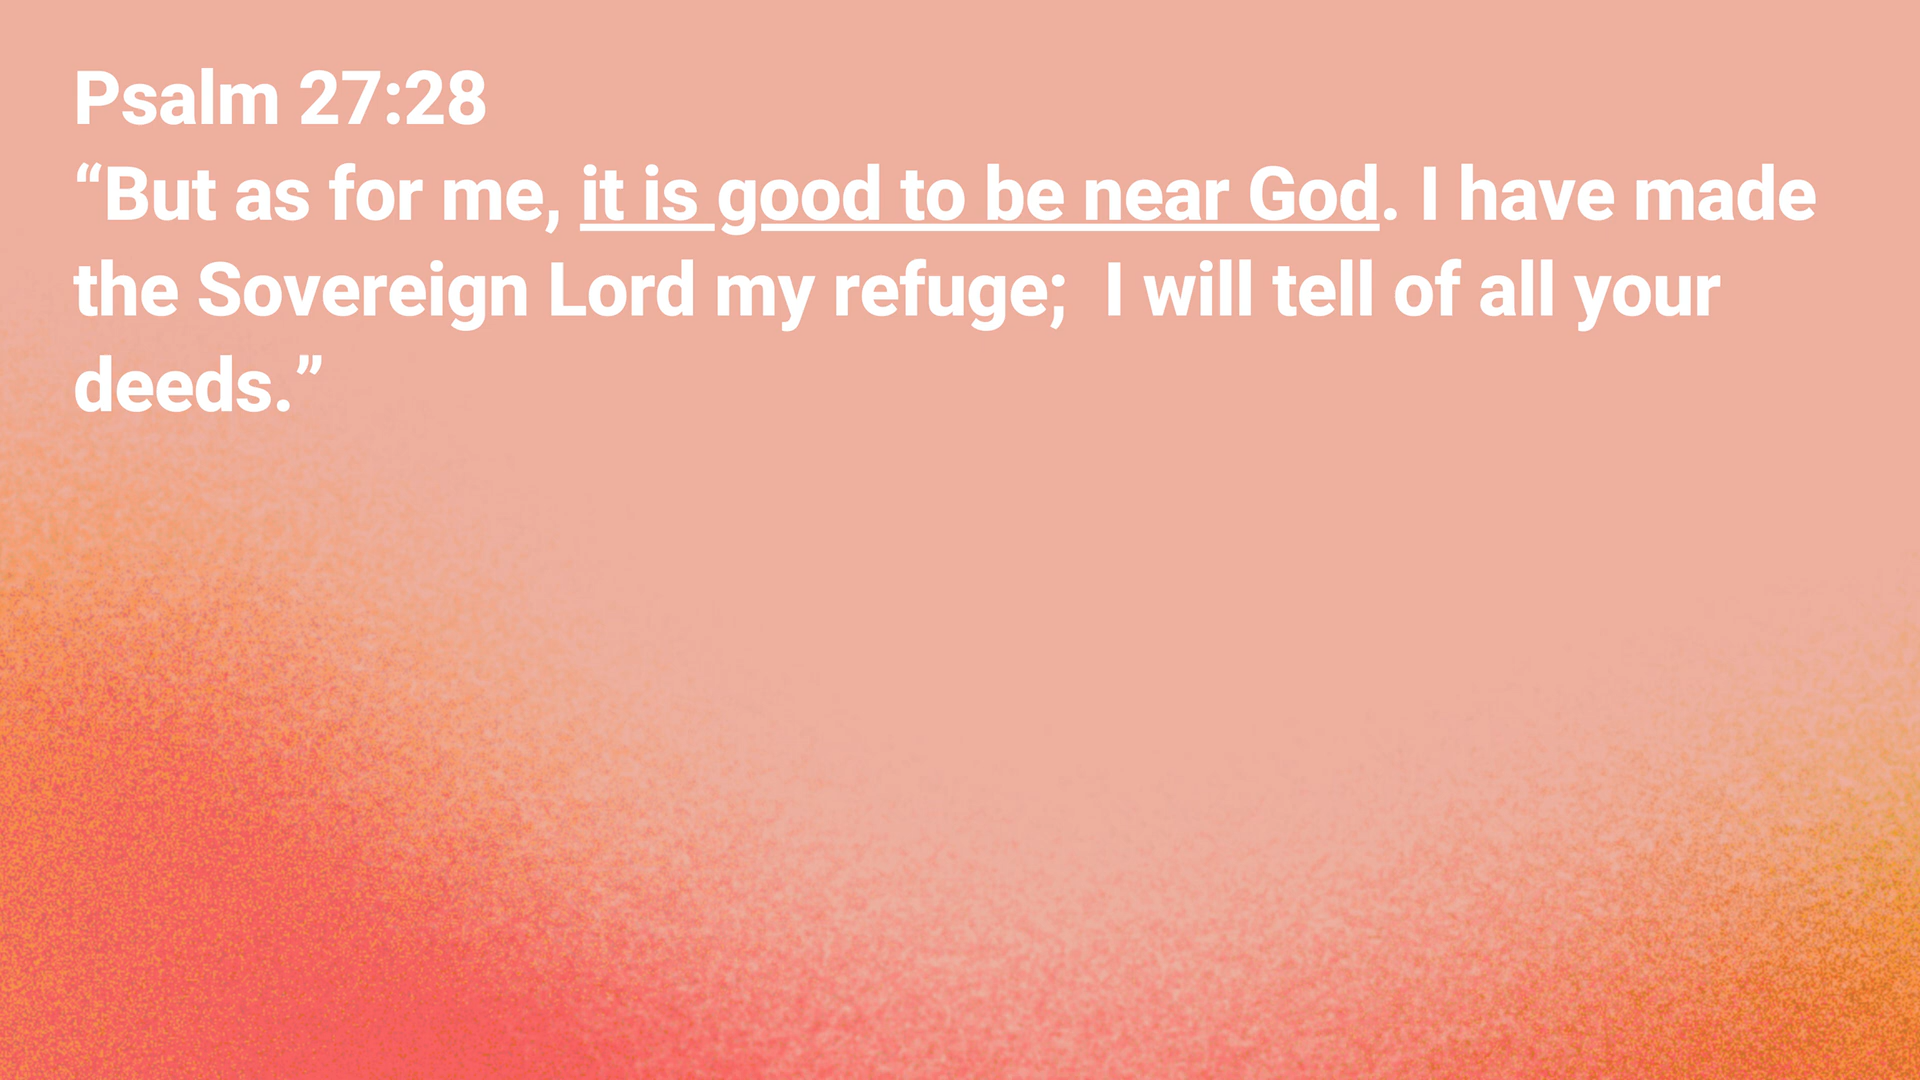 Psalm 27:28
“But as for me, it is good to be near God. I have made
the Sovereign Lord my refuge;  I will tell of all your
deeds.”